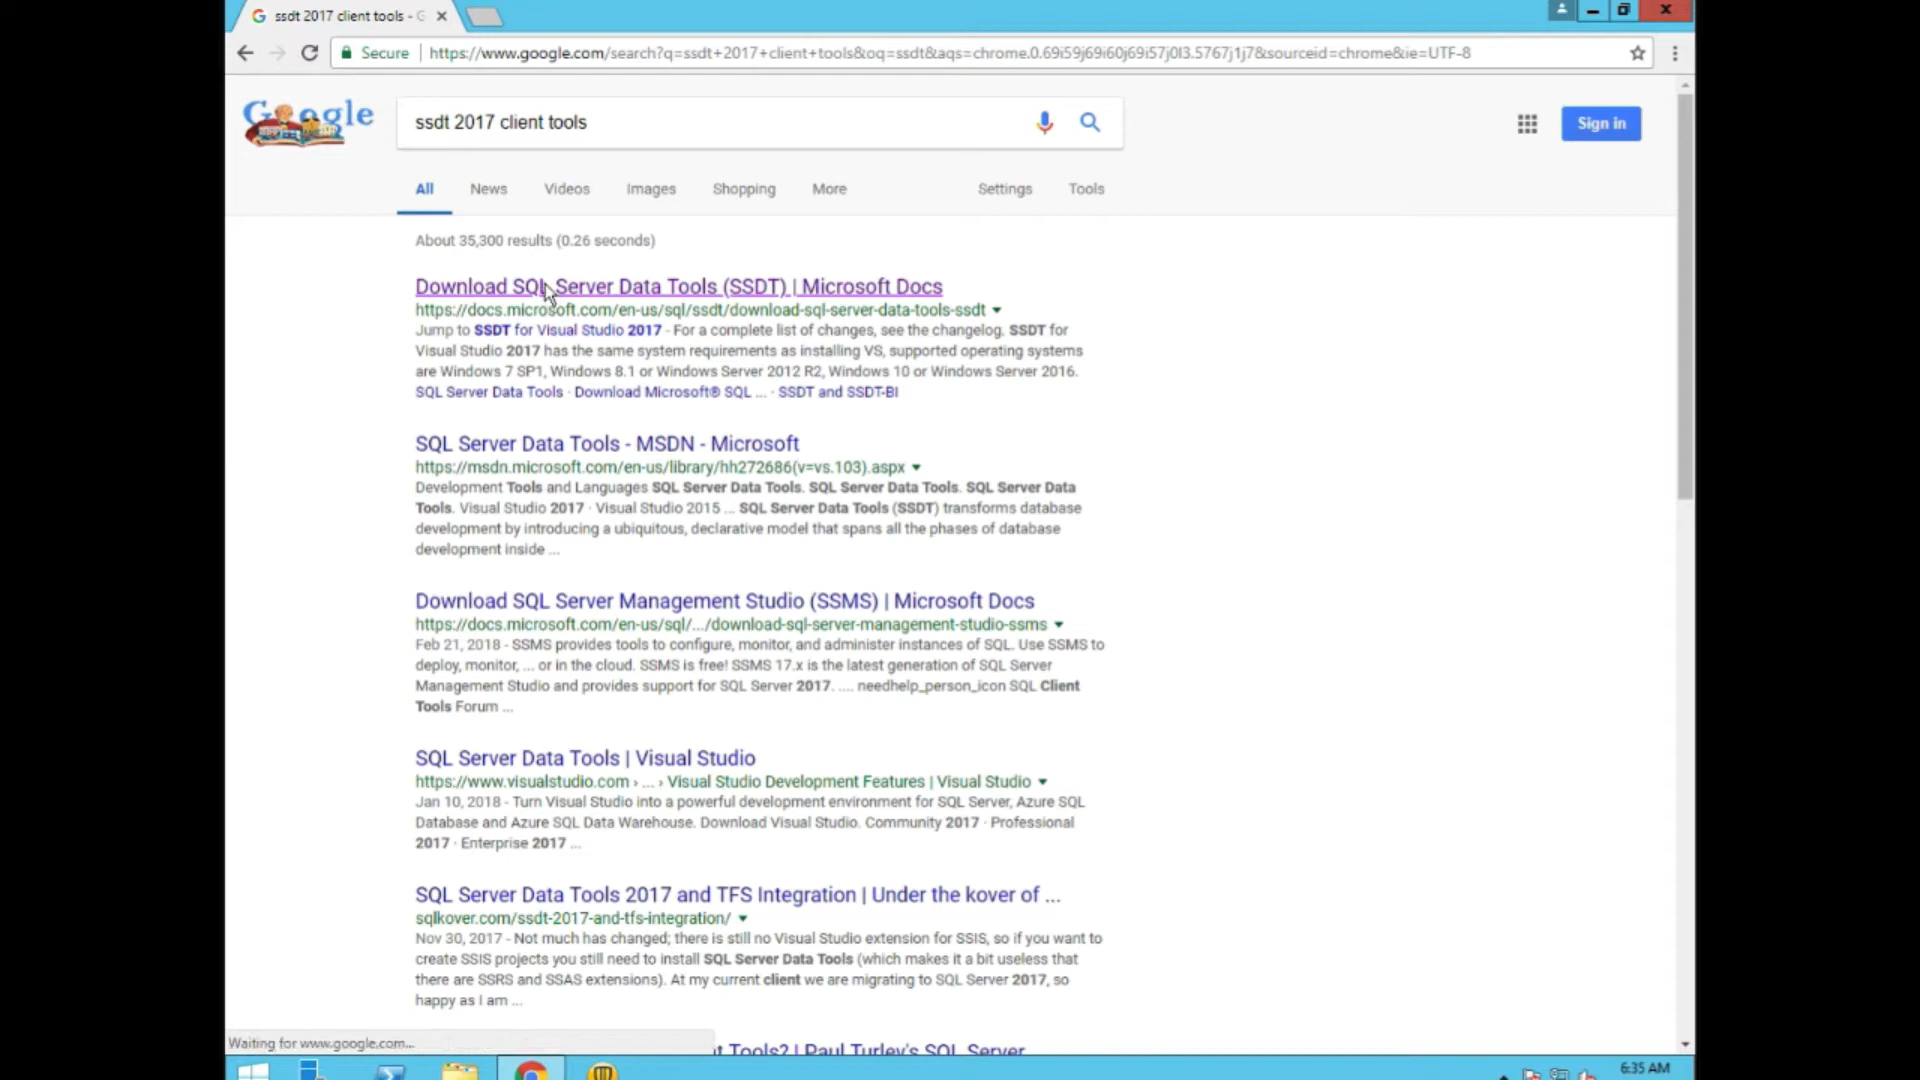 ssdt 2017 client tools - G
Secure | https://www.google.com/search?q=ssdt+2017+client+tools&oq=ssdt&aqs=chrome.0.69i59j69i60j69i57j0l3.5767j1j7&sourceid=chrome&ie=UTF-8
Google
ssdt 2017 client tools
Sign in
All News Videos Images Shopping More Settings Tools
About 35,300 results (0.26 seconds)
Download SQL Server Data Tools (SSDT) | Microsoft Docs
https://docs.microsoft.com/en-us/sql/ssdt/download-sql-server-data-tools-ssdt
Jump to SSDT for Visual Studio 2017 - For a complete list of changes, see the changelog. SSDT for
Visual Studio 2017 has the same system requirements as installing VS, supported operating systems
are Windows 7 SP1, Windows 8.1 or Windows Server 2012 R2, Windows 10 or Windows Server 2016.
SQL Server Data Tools · Download Microsoft® SQL ... · SSDT and SSDT-BI
SQL Server Data Tools - MSDN - Microsoft
https://msdn.microsoft.com/en-us/library/hh272686(v=vs.103).aspx
Development Tools and Languages SQL Server Data Tools. SQL Server Data Tools. SQL Server Data
Tools. Visual Studio 2017 · Visual Studio 2015 ... SQL Server Data Tools (SSDT) transforms database
development by introducing a ubiquitous, declarative model that spans all the phases of database
development inside ...
Download SQL Server Management Studio (SSMS) | Microsoft Docs
https://docs.microsoft.com/en-us/sql/.../download-sql-server-management-studio-ssms
Feb 21, 2018 - SSMS provides tools to configure, monitor, and administer instances of SQL. Use SSMS to
deploy, monitor, ... or in the cloud. SSMS is free! SSMS 17.x is the latest generation of SQL Server
Management Studio and provides support for SQL Server 2017. .... needhelp_person_icon SQL Client
Tools Forum ...
SQL Server Data Tools | Visual Studio
https://www.visualstudio.com › ... › Visual Studio Development Features | Visual Studio
Jan 10, 2018 - Turn Visual Studio into a powerful development environment for SQL Server, Azure SQL
Database and Azure SQL Data Warehouse. Download Visual Studio. Community 2017 · Professional
2017 · Enterprise 2017 ...
SQL Server Data Tools 2017 and TFS Integration | Under the kover of ...
sqlkover.com/ssdt-2017-and-tfs-integration/
Nov 30, 2017 - Not much has changed; there is still no Visual Studio extension for SSIS, so if you want to
create SSIS projects you still need to install SQL Server Data Tools (which makes it a bit useless that
there are SSRS and SSAS extensions). At my current client we are migrating to SQL Server 2017, so
happy as I am ...
Waiting for www.google.com...
t Tools? | Paul Turley's SQL Server
6:35 AM